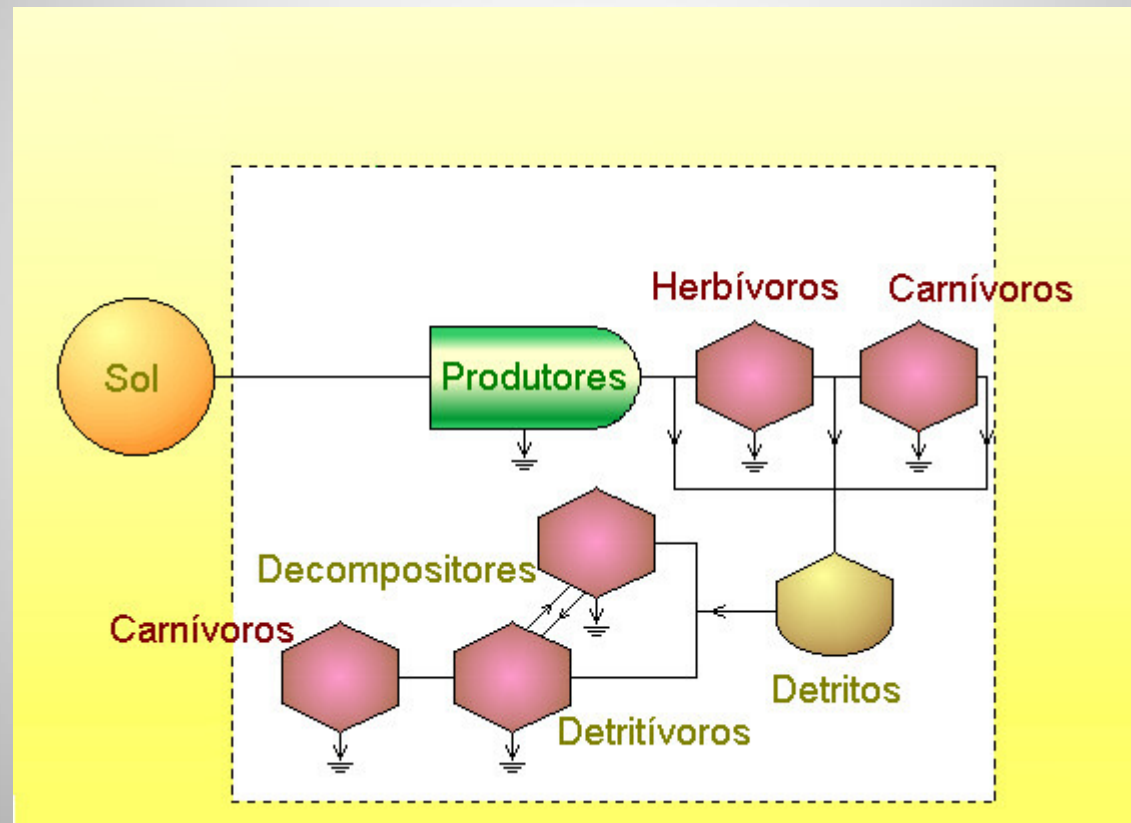 Herbívoros
Carnívoros
Sol
Produtores
Decompositores
Carnívoros
Detritos
Detritívoros